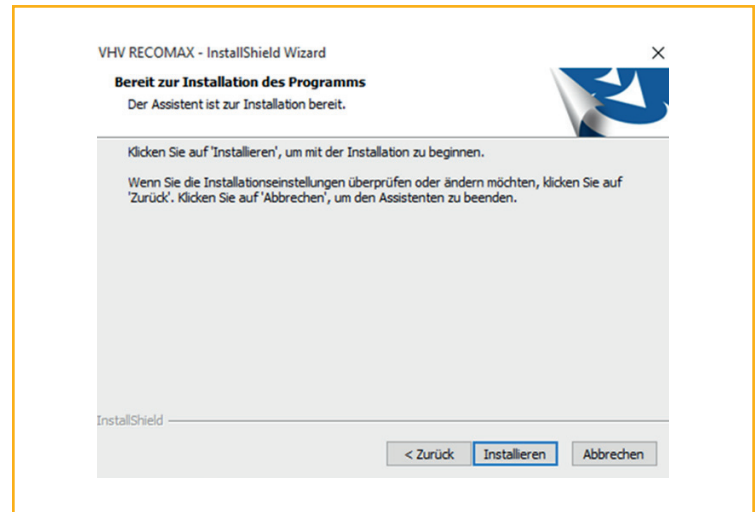 VHV RECOMAX - InstallShield Wizard
Bereit zur Installation des Programms
Der Assistent ist zur Installation bereit.
Klicken Sie auf 'Installieren', um mit der Installation zu beginnen.
Wenn Sie die Installationseinstellungen überprüfen oder ändern möchten, klicken Sie auf
'Zurück'. Klicken Sie auf 'Abbrechen', um den Assistenten zu beenden.
InstallShield
< Zurück Installieren Abbrechen